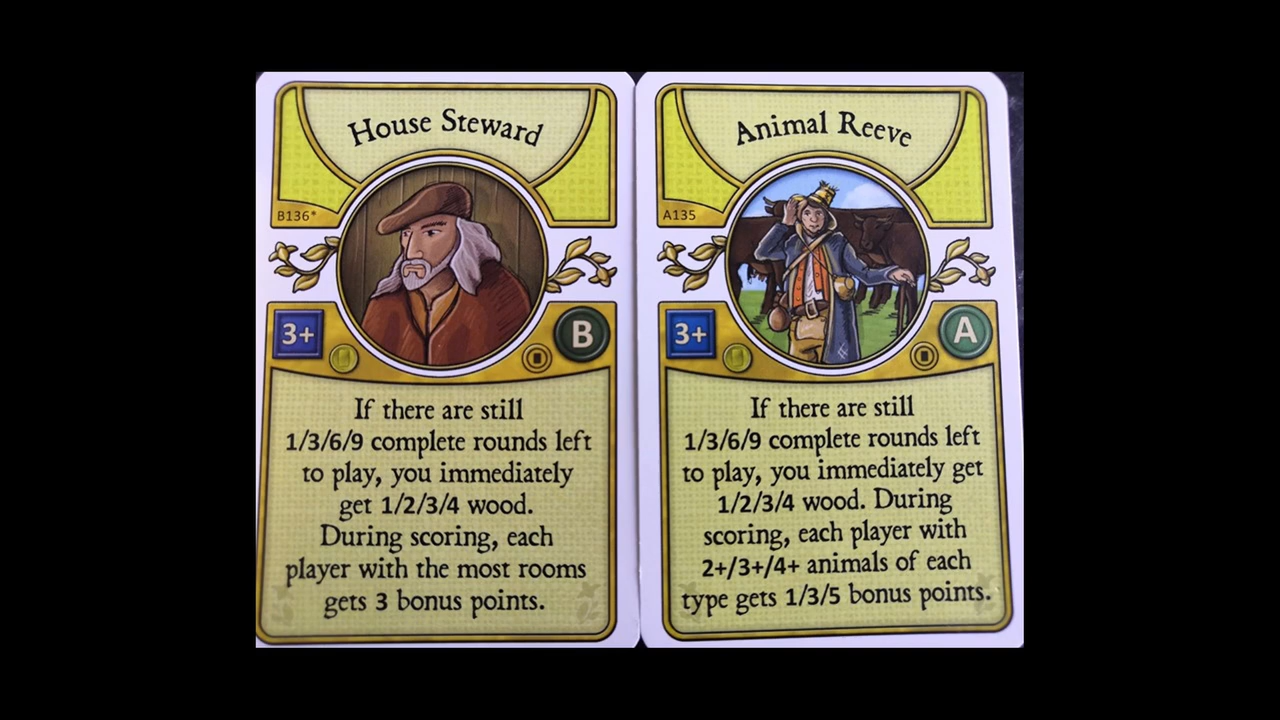 House Steward
B136*
3+
B
If there are still
1/3/6/9 complete rounds left
to play, you immediately
get 1/2/3/4 wood.
During scoring, each
player with the most rooms
gets 3 bonus points.
Animal Reeve
A135
3+
A
If there are still
1/3/6/9 complete rounds left
to play, you immediately get
1/2/3/4 wood. During
scoring, each player with
2+/3+/4+ animals of each
type gets 1/3/5 bonus points.